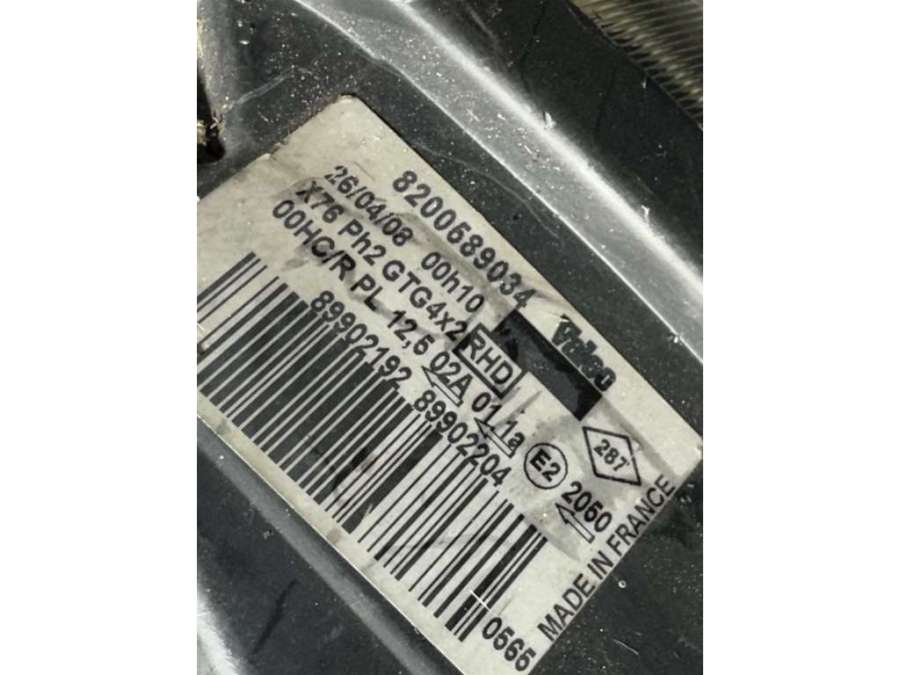 8200689034 Valeo
26/04/08 00h10
X76 Ph2 GTG4x2 RHD 287
00HC/R PL 12,5 02A 01,1a E2 2050
89902192 89902204
MADE IN FRANCE
0565